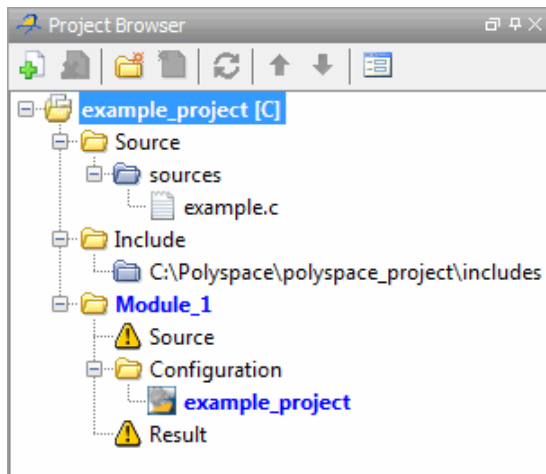 Project Browser
example_project [C]
Source
sources
example.c
Include
C:\Polyspace\polyspace_project\includes
Module_1
Source
Configuration
example_project
Result